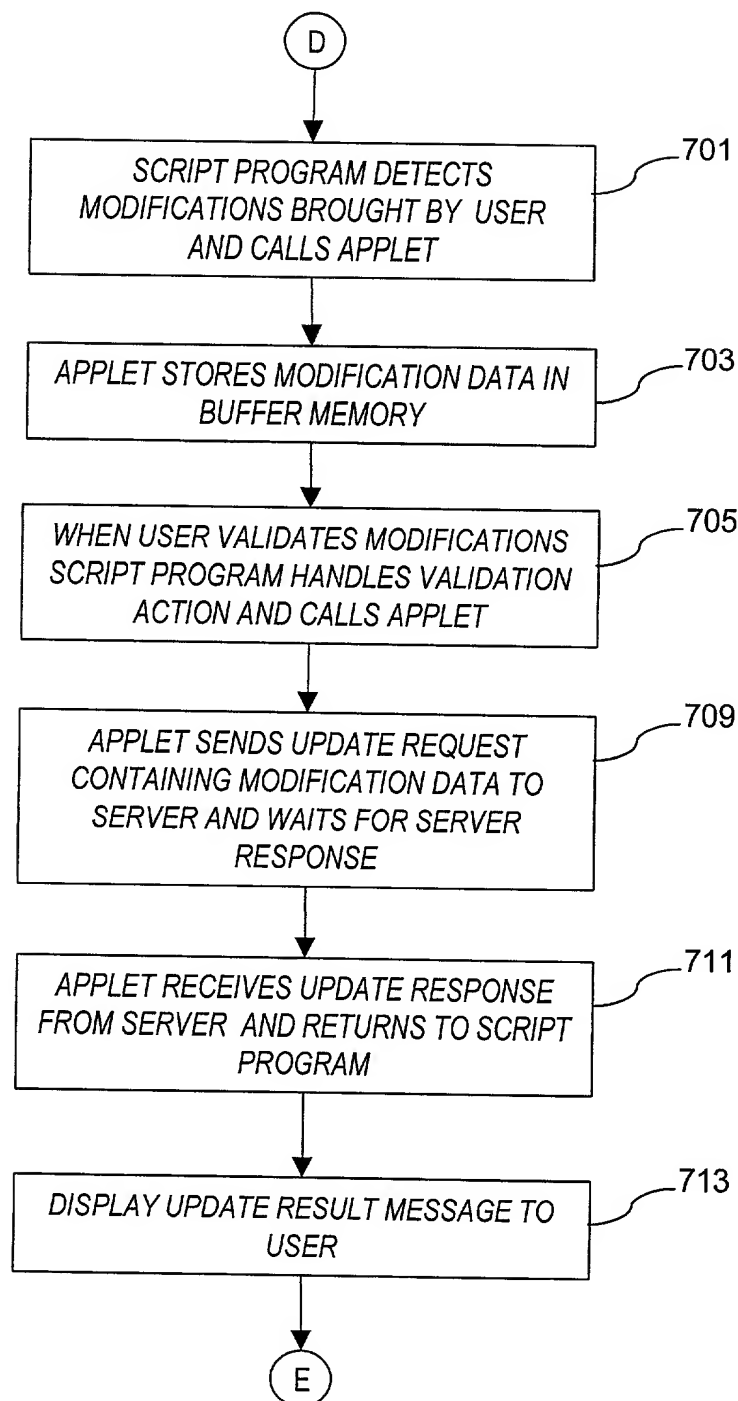 D
701
SCRIPT PROGRAM DETECTS
MODIFICATIONS BROUGHT BY USER
AND CALLS APPLET
703
APPLET STORES MODIFICATION DATA IN
BUFFER MEMORY
705
WHEN USER VALIDATES MODIFICATIONS
SCRIPT PROGRAM HANDLES VALIDATION
ACTION AND CALLS APPLET
709
APPLET SENDS UPDATE REQUEST
CONTAINING MODIFICATION DATA TO
SERVER AND WAITS FOR SERVER
RESPONSE
711
APPLET RECEIVES UPDATE RESPONSE
FROM SERVER AND RETURNS TO SCRIPT
PROGRAM
713
DISPLAY UPDATE RESULT MESSAGE TO
USER
E